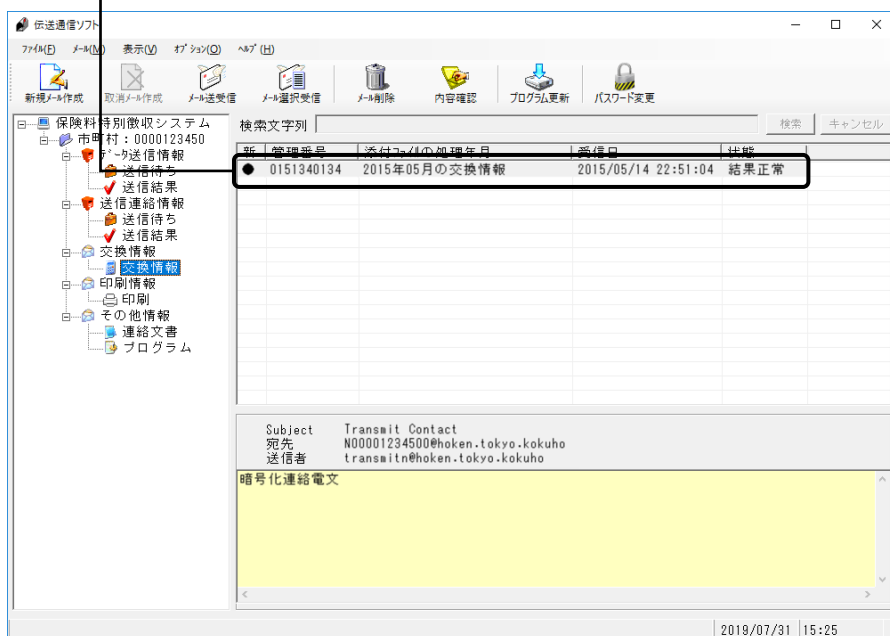 伝送通信ソフト
ファイル(F) メール(M) 表示(V) オプション(O) ヘルプ(H)
新規メール作成 取消メール作成 メール送受信 メール選択受信 メール削除 内容確認 プログラム更新 パスワード変更
保険料特別徴収システム
市町村：0000123450
データ送信情報
送信待ち
送信結果
送信連絡情報
送信待ち
送信結果
交換情報
交換情報
印刷情報
印刷
その他情報
連絡文書
プログラム
検索文字列 検索 キャンセル
新 管理番号 添付ファイルの処理年月 受信日 状態
● 0151340134 2015年05月の交換情報 2015/05/14 22:51:04 結果正常
Subject Transmit Contact
宛先 N00001234500@hoken.tokyo.kokuho
送信者 transmitn@hoken.tokyo.kokuho
暗号化連絡電文
2019/07/31 15:25